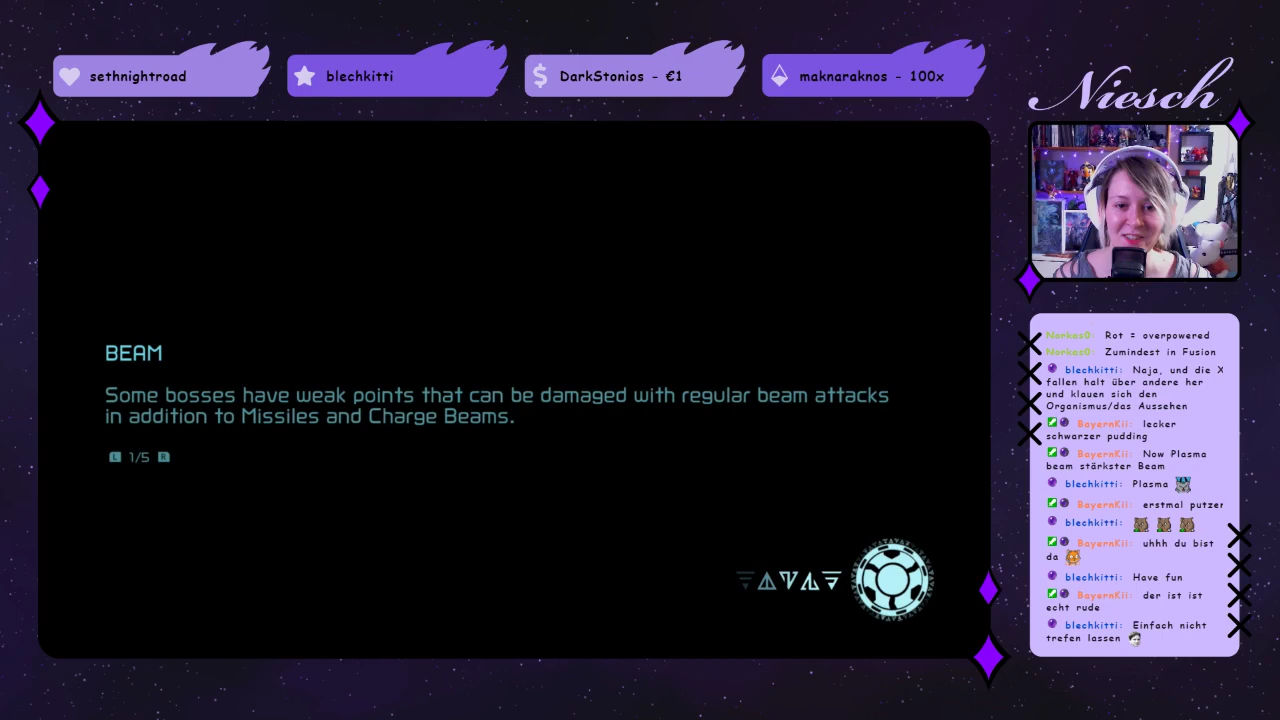 sethnightroad
blechkitti
DarkStonios - €1
maknaraknos - 100x
Niesch
BEAM
Some bosses have weak points that can be damaged with regular beam attacks
in addition to Missiles and Charge Beams.
L 1/5 R
NorkasO: Rot = overpowered
NorkasO: Zumindest in Fusion
blechkitti: Naja, und die X
fallen halt über andere her
und klauen sich den
Organismus/das Aussehen
BayernKii: lecker
schwarzer pudding
BayernKii: Now Plasma
beam stärkster Beam
blechkitti: Plasma
BayernKii: erstmal putzen
blechkitti:
BayernKii: uhhh du bist
da
blechkitti: Have fun
BayernKii: der ist ist
echt rude
blechkitti: Einfach nicht
trefen lassen